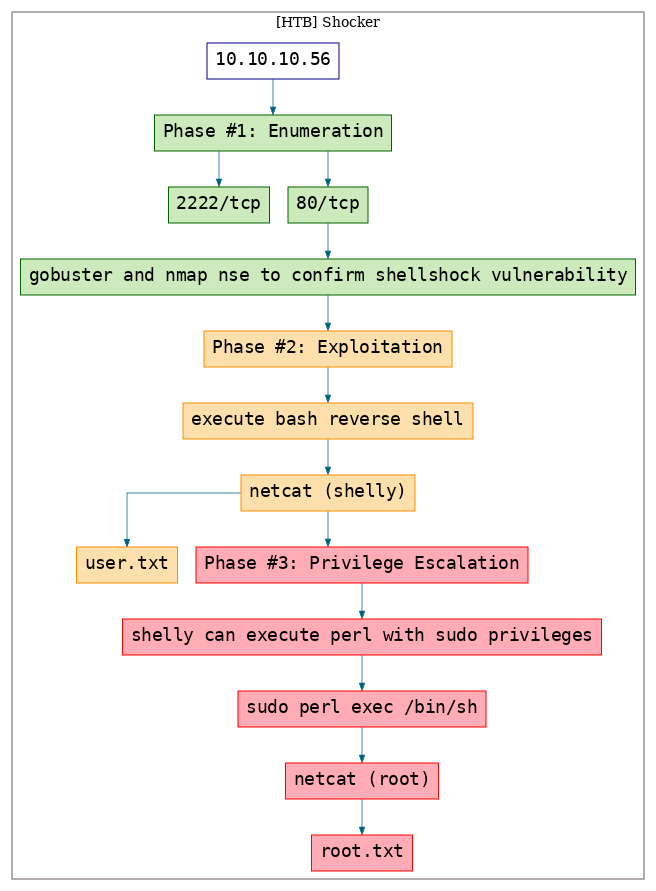 [HTB] Shocker
10.10.10.56
Phase #1: Enumeration
2222/tcp
80/tcp
gobuster and nmap nse to confirm shellshock vulnerability
Phase #2: Exploitation
execute bash reverse shell
netcat (shelly)
user.txt
Phase #3: Privilege Escalation
shelly can execute perl with sudo privileges
sudo perl exec /bin/sh
netcat (root)
root.txt